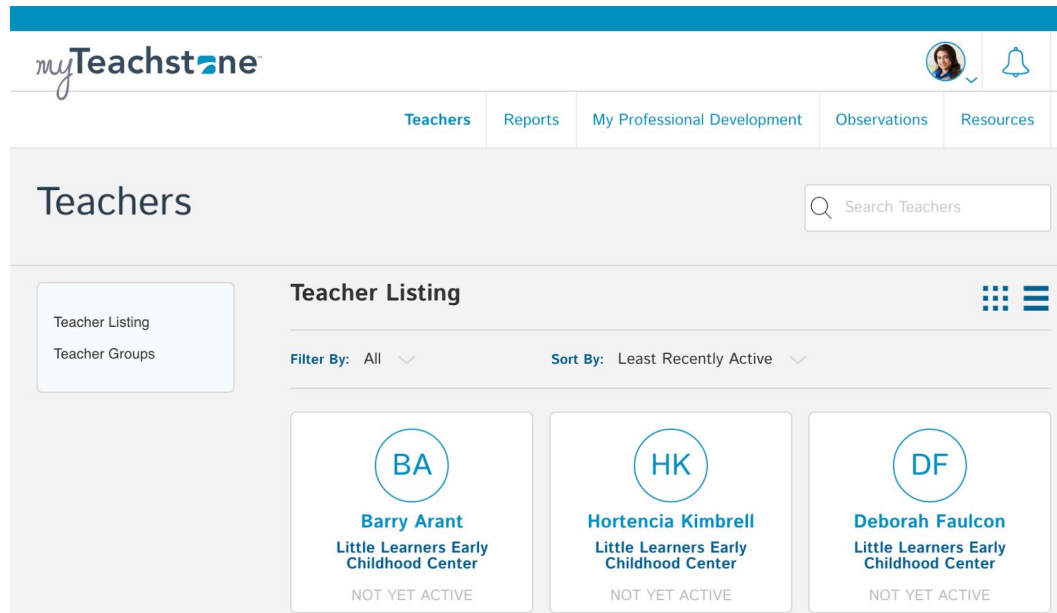 myTeachstone
Teachers Reports My Professional Development Observations Resources
Teachers
Search Teachers
Teacher Listing
Teacher Groups
Teacher Listing
Filter By: All Sort By: Least Recently Active
BA
Barry Arant
Little Learners Early
Childhood Center
NOT YET ACTIVE
HK
Hortencia Kimbrell
Little Learners Early
Childhood Center
NOT YET ACTIVE
DF
Deborah Faulcon
Little Learners Early
Childhood Center
NOT YET ACTIVE